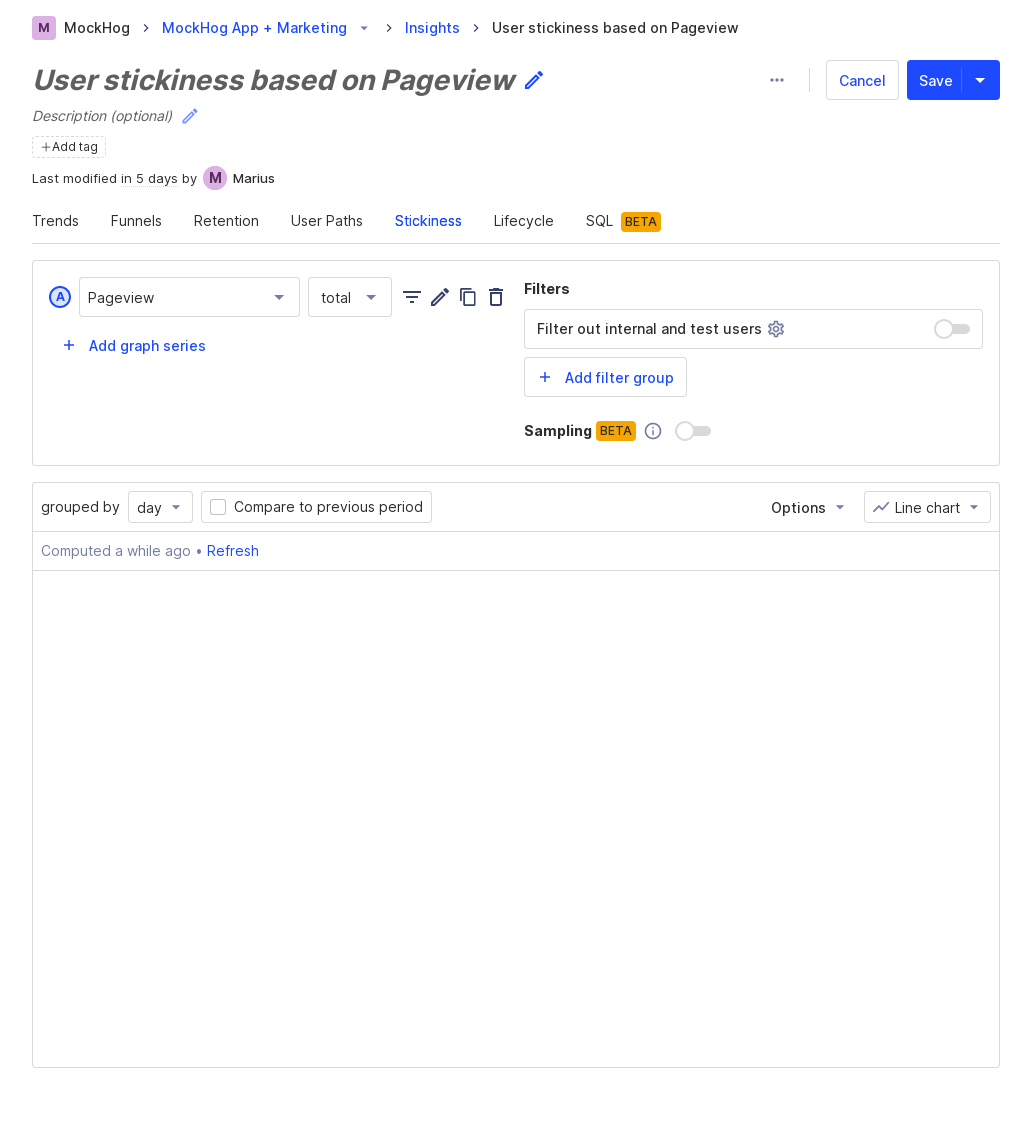 M MockHog MockHog App + Marketing Insights User stickiness based on Pageview
User stickiness based on Pageview
Cancel Save
Description (optional)
+Add tag
Last modified in 5 days by M Marius
Trends Funnels Retention User Paths Stickiness Lifecycle SQL BETA
A Pageview total
+ Add graph series
Filters
Filter out internal and test users
+ Add filter group
Sampling BETA
grouped by day Compare to previous period Options Line chart
Computed a while ago • Refresh